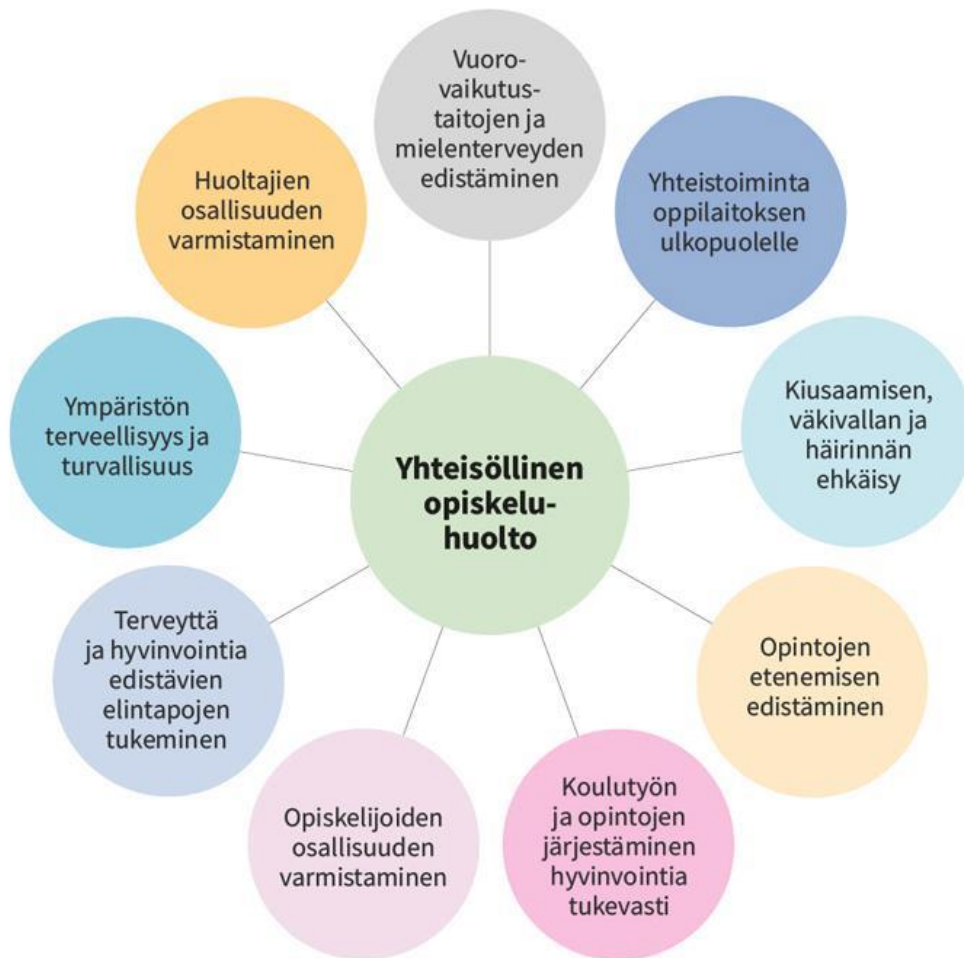 Vuoro-
vaikutus-
taitojen ja
mielenterveyden
edistäminen
Yhteistoiminta
oppilaitoksen
ulkopuolelle
Kiusaamisen,
väkivallan ja
häirinnän
ehkäisy
Opintojen
etenemisen
edistäminen
Koulutyön
ja opintojen
järjestäminen
hyvinvointia
tukevasti
Opiskelijoiden
osallisuuden
varmistaminen
Terveyttä
ja hyvinvointia
edistävien
elintapojen
tukeminen
Ympäristön
terveellisyys ja
turvallisuus
Huoltajien
osallisuuden
varmistaminen
Yhteisöllinen
opiskelu-
huolto